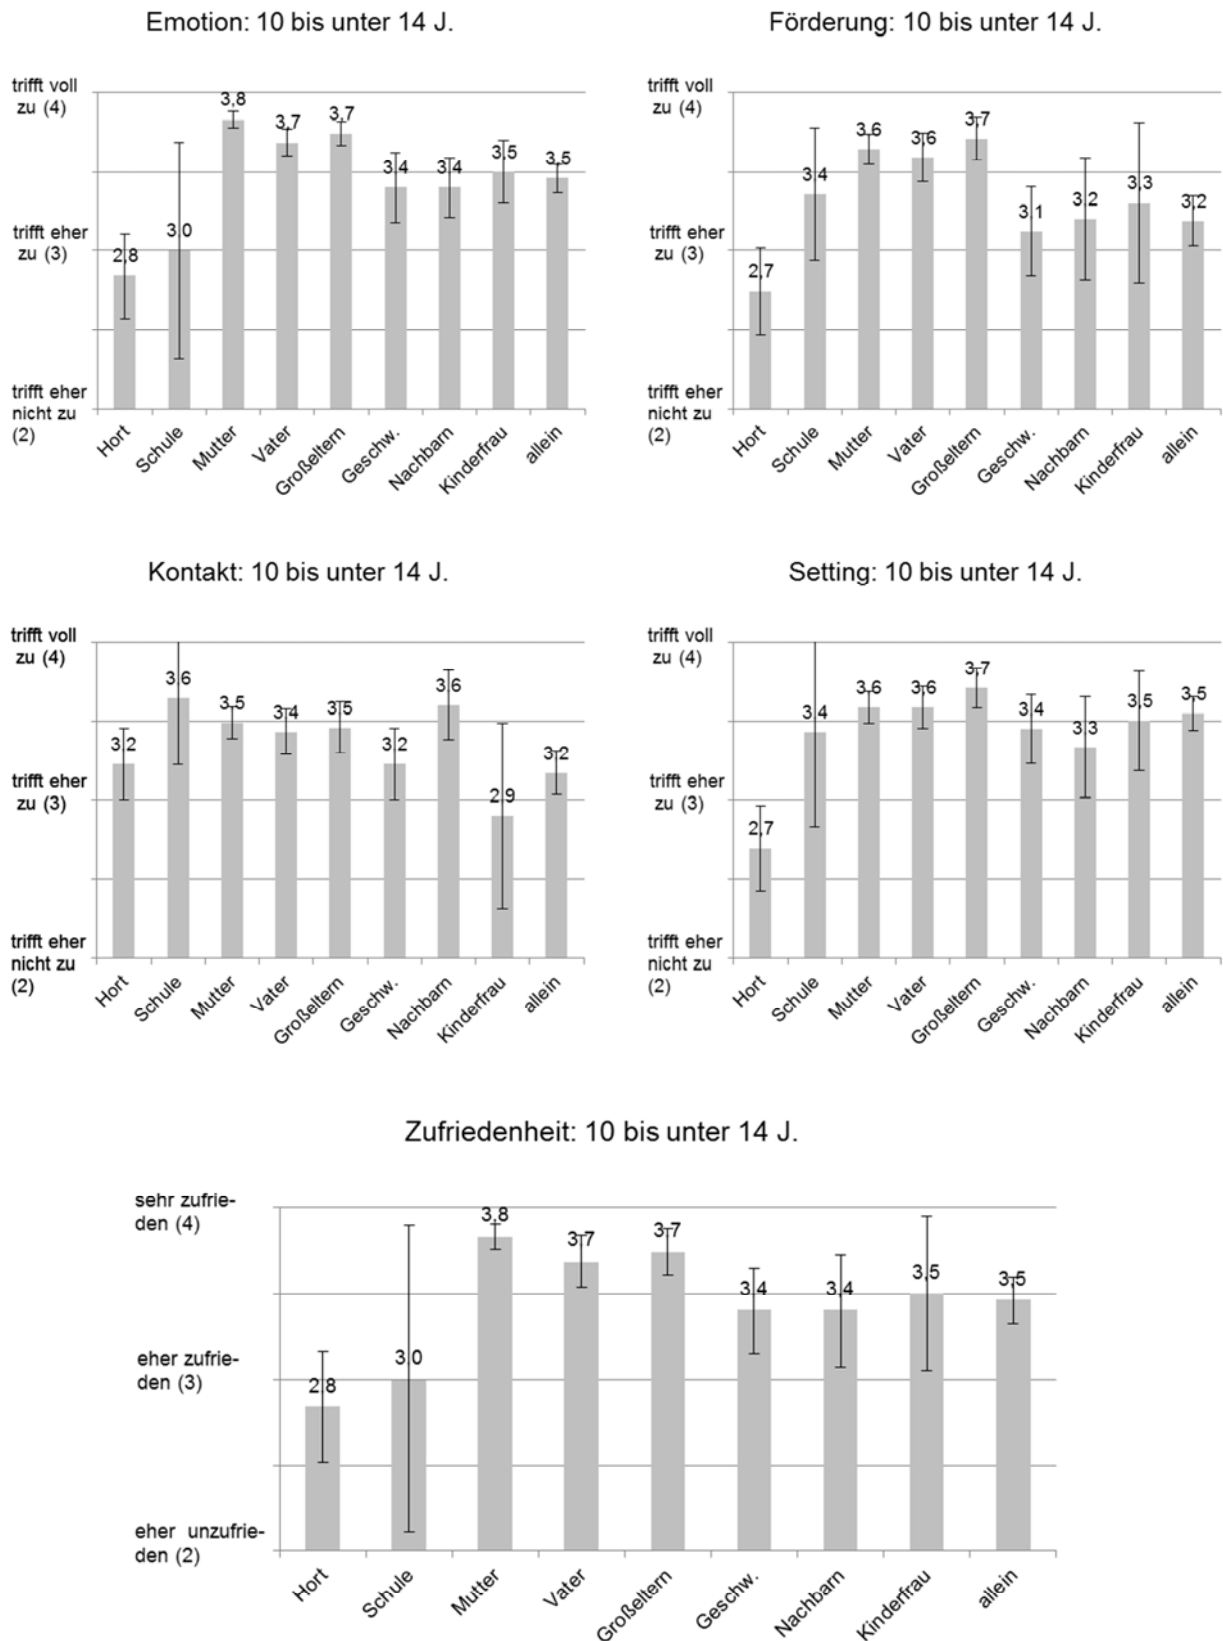 Emotion: 10 bis unter 14 J.
trifft voll
zu (4)
trifft eher
zu (3)
trifft eher
nicht zu
(2)
2,8
3,0
3,8
3,7
3,7
3,4
3,4
3,5
3,5
Hort
Schule
Mutter
Vater
Großeltern
Geschw.
Nachbarn
Kinderfrau
allein
Förderung: 10 bis unter 14 J.
trifft voll
zu (4)
trifft eher
zu (3)
trifft eher
nicht zu
(2)
2,7
3,4
3,6
3,6
3,7
3,1
3,2
3,3
3,2
Hort
Schule
Mutter
Vater
Großeltern
Geschw.
Nachbarn
Kinderfrau
allein
Kontakt: 10 bis unter 14 J.
trifft voll
zu (4)
trifft eher
zu (3)
trifft eher
nicht zu
(2)
3,2
3,6
3,5
3,4
3,5
3,2
3,6
2,9
3,2
Hort
Schule
Mutter
Vater
Großeltern
Geschw.
Nachbarn
Kinderfrau
allein
Setting: 10 bis unter 14 J.
trifft voll
zu (4)
trifft eher
zu (3)
trifft eher
nicht zu
(2)
2,7
3,4
3,6
3,6
3,7
3,4
3,3
3,5
3,5
Hort
Schule
Mutter
Vater
Großeltern
Geschw.
Nachbarn
Kinderfrau
allein
Zufriedenheit: 10 bis unter 14 J.
sehr zufrie-
den (4)
eher zufrie-
den (3)
eher unzufrie-
den (2)
2,8
3,0
3,8
3,7
3,7
3,4
3,4
3,5
3,5
Hort
Schule
Mutter
Vater
Großeltern
Geschw.
Nachbarn
Kinderfrau
allein